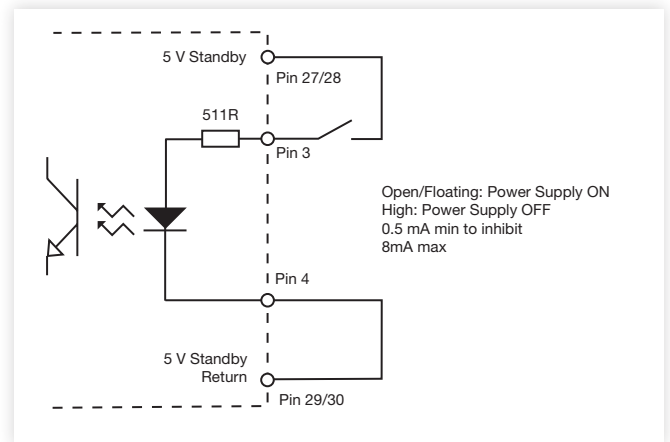 5 V Standby
Pin 27/28
511R
Pin 3
Open/Floating: Power Supply ON
High: Power Supply OFF
0.5 mA min to inhibit
8mA max
Pin 4
5 V Standby
Return
Pin 29/30